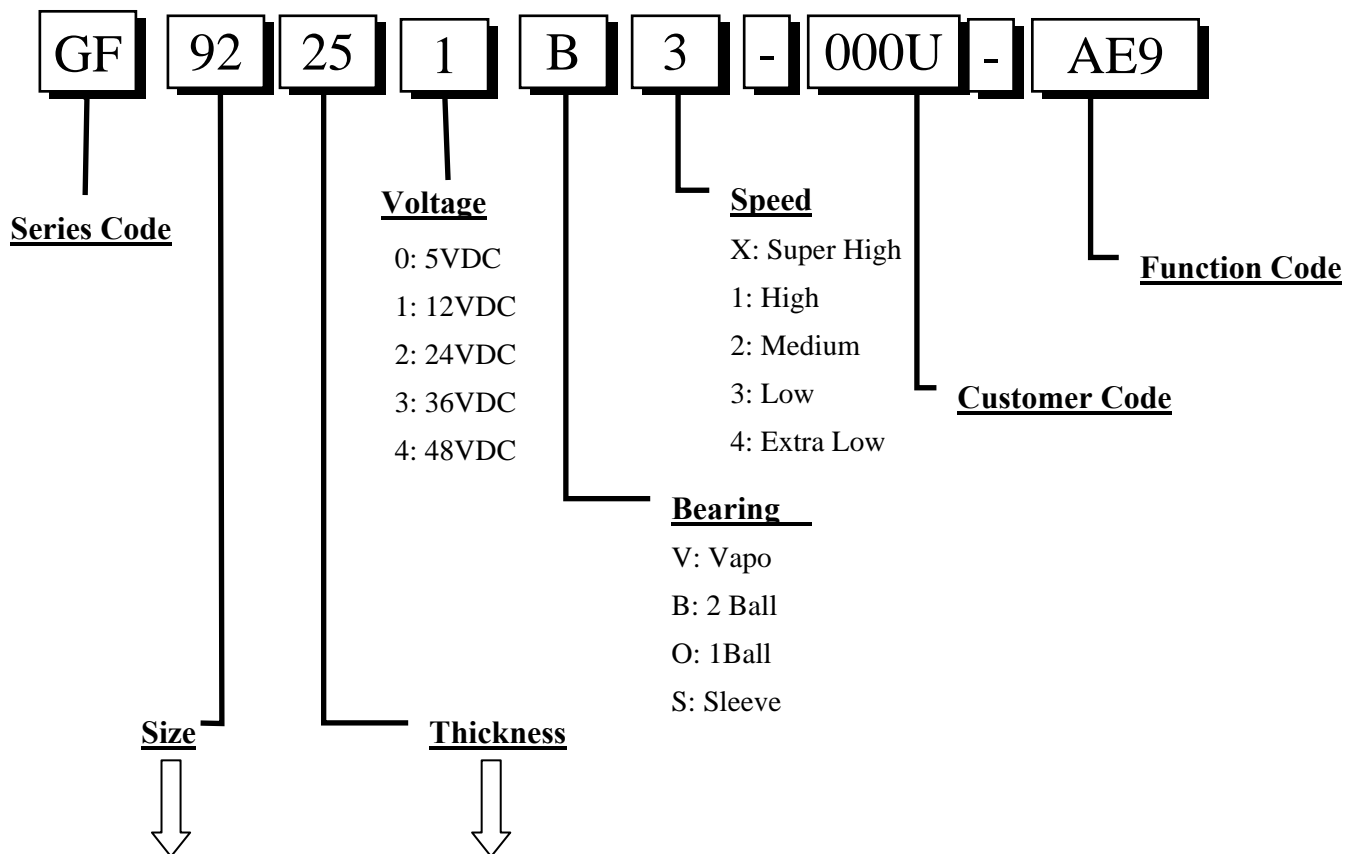 GF 92 25 1 B 3 - 000U - AE9
Series Code
Voltage
0: 5VDC
1: 12VDC
2: 24VDC
3: 36VDC
4: 48VDC
Speed
X: Super High
1: High
2: Medium
3: Low
4: Extra Low
Function Code
Customer Code
Bearing
V: Vapo
B: 2 Ball
O: 1Ball
S: Sleeve
Size
Thickness